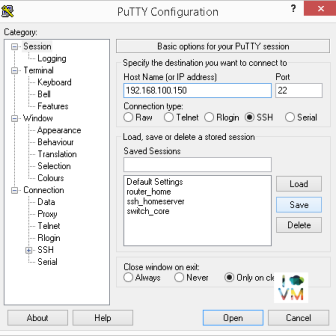 PuTTY Configuration
Category:
Session
Logging
Terminal
Keyboard
Bell
Features
Window
Appearance
Behaviour
Translation
Selection
Colours
Connection
Data
Proxy
Telnet
Rlogin
SSH
Serial
Basic options for your PuTTY session
Specify the destination you want to connect to
Host Name (or IP address) Port
192.168.100.150 22
Connection type:
Raw Telnet Rlogin SSH Serial
Load, save or delete a stored session
Saved Sessions
Default Settings
router_home
ssh_homeserver
switch_core
Load
Save
Delete
Close window on exit:
Always Never Only on cle
VM
About Help Open Cancel